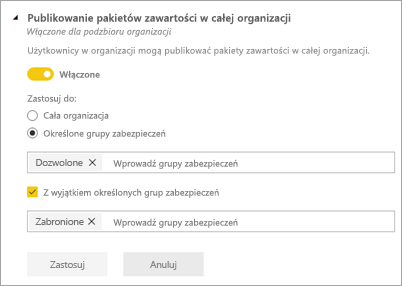 Publikowanie pakietów zawartości w całej organizacji
Włączone dla podzbioru organizacji
Użytkownicy w organizacji mogą publikować pakiety zawartości w całej organizacji.
Włączone
Zastosuj do:
Cała organizacja
Określone grupy zabezpieczeń
Dozwolone Wprowadź grupy zabezpieczeń
Z wyjątkiem określonych grup zabezpieczeń
Zabronione Wprowadź grupy zabezpieczeń
Zastosuj Anuluj